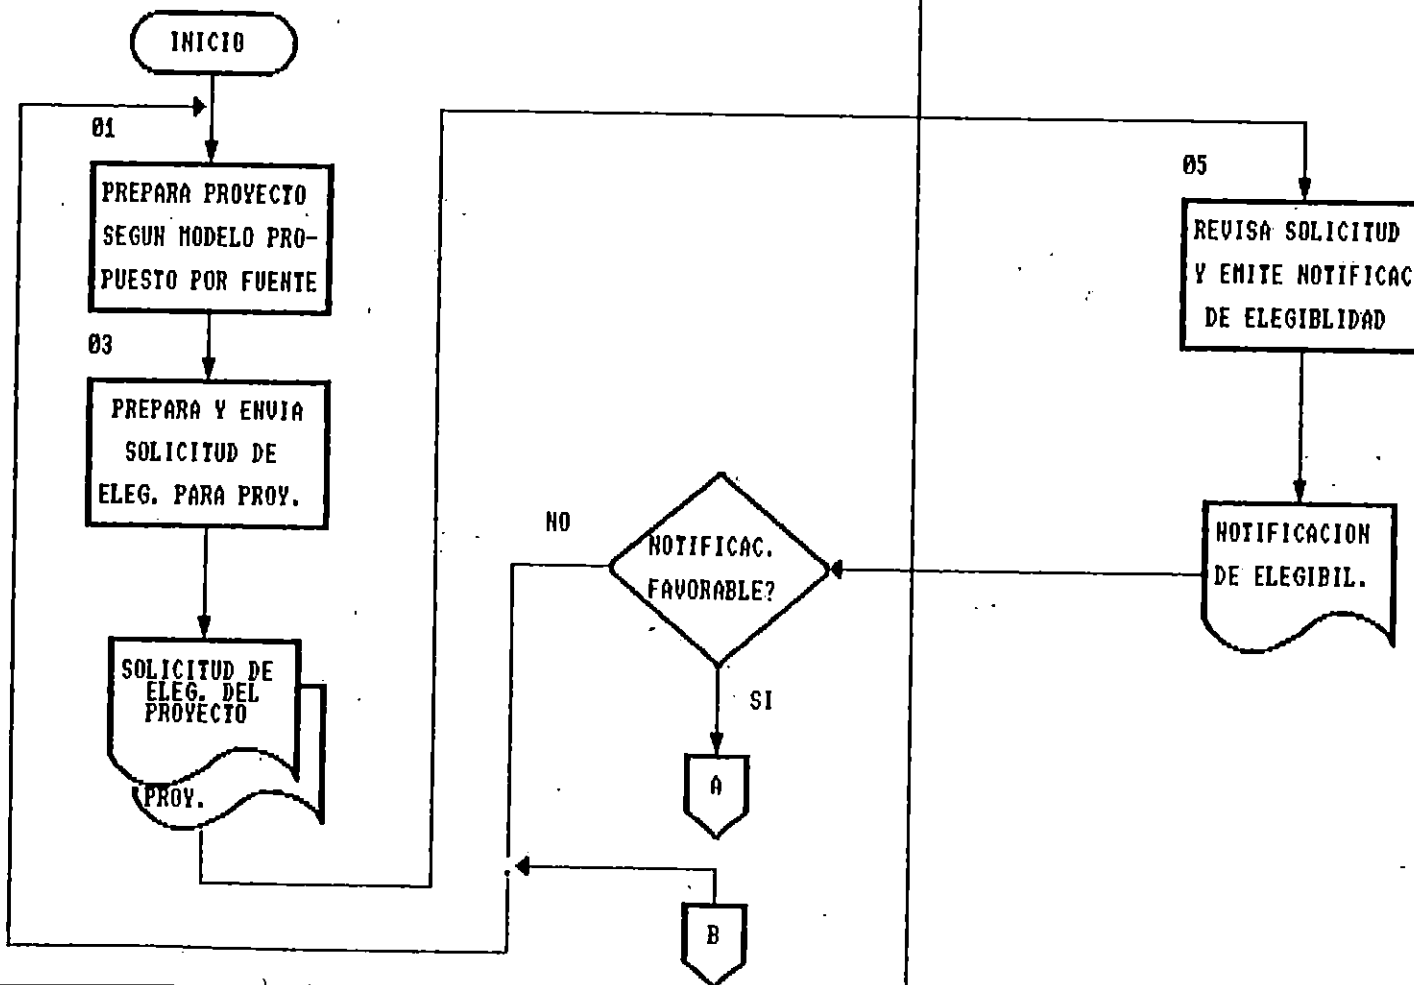 INICIO
01
PREPARA PROYECTO
SEGUN MODELO PRO-
PUESTO POR FUENTE
03
PREPARA Y ENVIA
SOLICITUD DE
ELEG. PARA PROY.
SOLICITUD DE
ELEG. DEL
PROYECTO
PROY.
NO
NOTIFICAC.
FAVORABLE?
SI
A
B
05
REVISA SOLICITUD
Y EMITE NOTIFICAC
DE ELEGIBLIDAD
NOTIFICACION
DE ELEGIBIL.